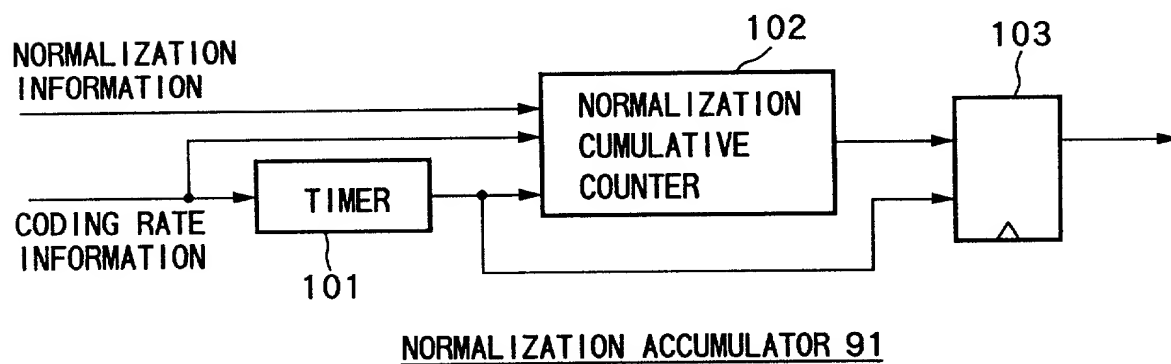 NORMALIZATION
INFORMATION
102
103
NORMALIZATION
CUMULATIVE
COUNTER
TIMER
CODING RATE
INFORMATION
101
NORMALIZATION ACCUMULATOR 91